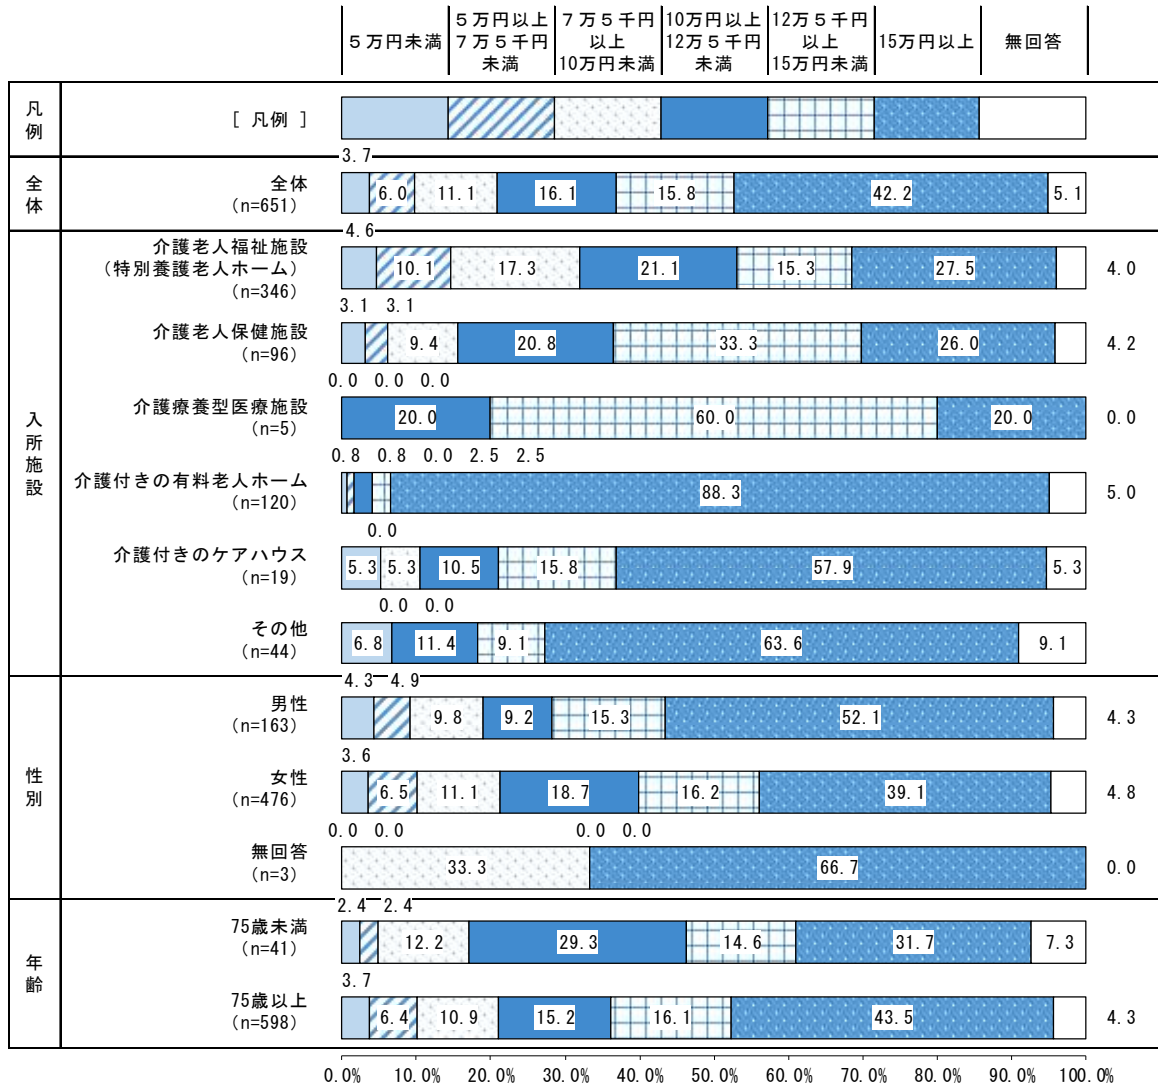 ５万円未満
５万円以上
７万５千円
未満
７万５千円
以上
10万円未満
10万円以上
12万５千円
未満
12万５千円
以上
15万円未満
15万円以上
無回答
凡例
[ 凡例 ]
全体
3.7
全体
(n=651)
6.0 11.1 16.1 15.8 42.2 5.1
入所施設
4.6
介護老人福祉施設
（特別養護老人ホーム）
(n=346)
10.1 17.3 21.1 15.3 27.5 4.0
3.1 3.1
介護老人保健施設
(n=96)
9.4 20.8 33.3 26.0 4.2
0.0 0.0 0.0
介護療養型医療施設
(n=5)
20.0 60.0 20.0 0.0
0.8 0.8 0.0 2.5 2.5
介護付きの有料老人ホーム
(n=120)
88.3 5.0
0.0
介護付きのケアハウス
(n=19)
5.3 5.3 10.5 15.8 57.9 5.3
0.0 0.0
その他
(n=44)
6.8 11.4 9.1 63.6 9.1
性別
4.3 4.9
男性
(n=163)
9.8 9.2 15.3 52.1 4.3
3.6
女性
(n=476)
6.5 11.1 18.7 16.2 39.1 4.8
0.0 0.0 0.0 0.0
無回答
(n=3)
33.3 66.7 0.0
年齢
2.4 2.4
75歳未満
(n=41)
12.2 29.3 14.6 31.7 7.3
3.7
75歳以上
(n=598)
6.4 10.9 15.2 16.1 43.5 4.3
0.0% 10.0% 20.0% 30.0% 40.0% 50.0% 60.0% 70.0% 80.0% 90.0% 100.0%